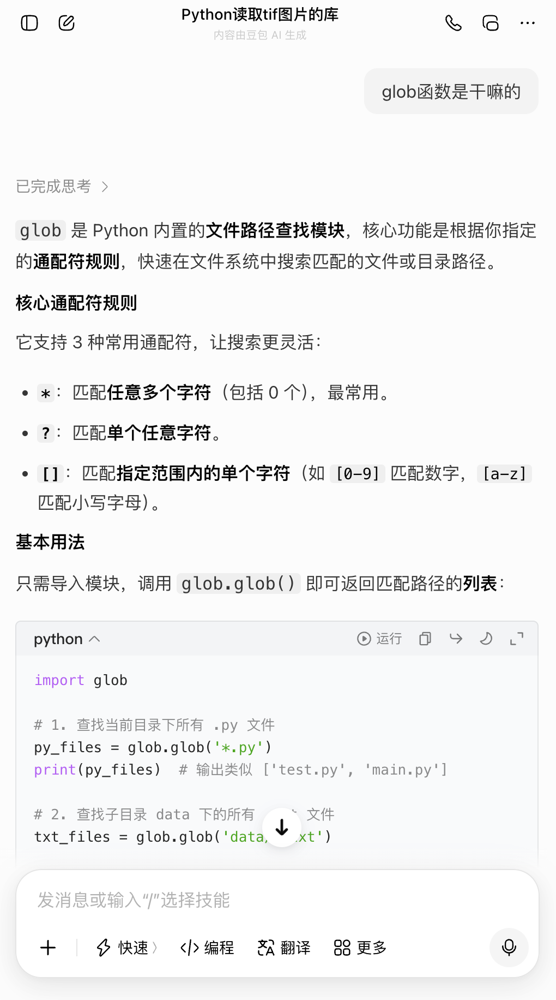 Python读取tif图片的库
内容由豆包 AI 生成
glob函数是干嘛的
已完成思考
glob 是 Python 内置的文件路径查找模块，核心功能是根据你指定
的通配符规则，快速在文件系统中搜索匹配的文件或目录路径。
核心通配符规则
它支持 3 种常用通配符，让搜索更灵活：
• *：匹配任意多个字符（包括 0 个），最常用。
• ?：匹配单个任意字符。
• []：匹配指定范围内的单个字符（如 [0-9] 匹配数字，[a-z]
匹配小写字母）。
基本用法
只需导入模块，调用 glob.glob() 即可返回匹配路径的列表：
python 运行
import glob
# 1. 查找当前目录下所有 .py 文件
py_files = glob.glob('*.py')
print(py_files)  # 输出类似 ['test.py', 'main.py']
# 2. 查找子目录 data 下的所有 文件
txt_files = glob.glob('data/ xt')
发消息或输入“/”选择技能
快速 编程 翻译 更多